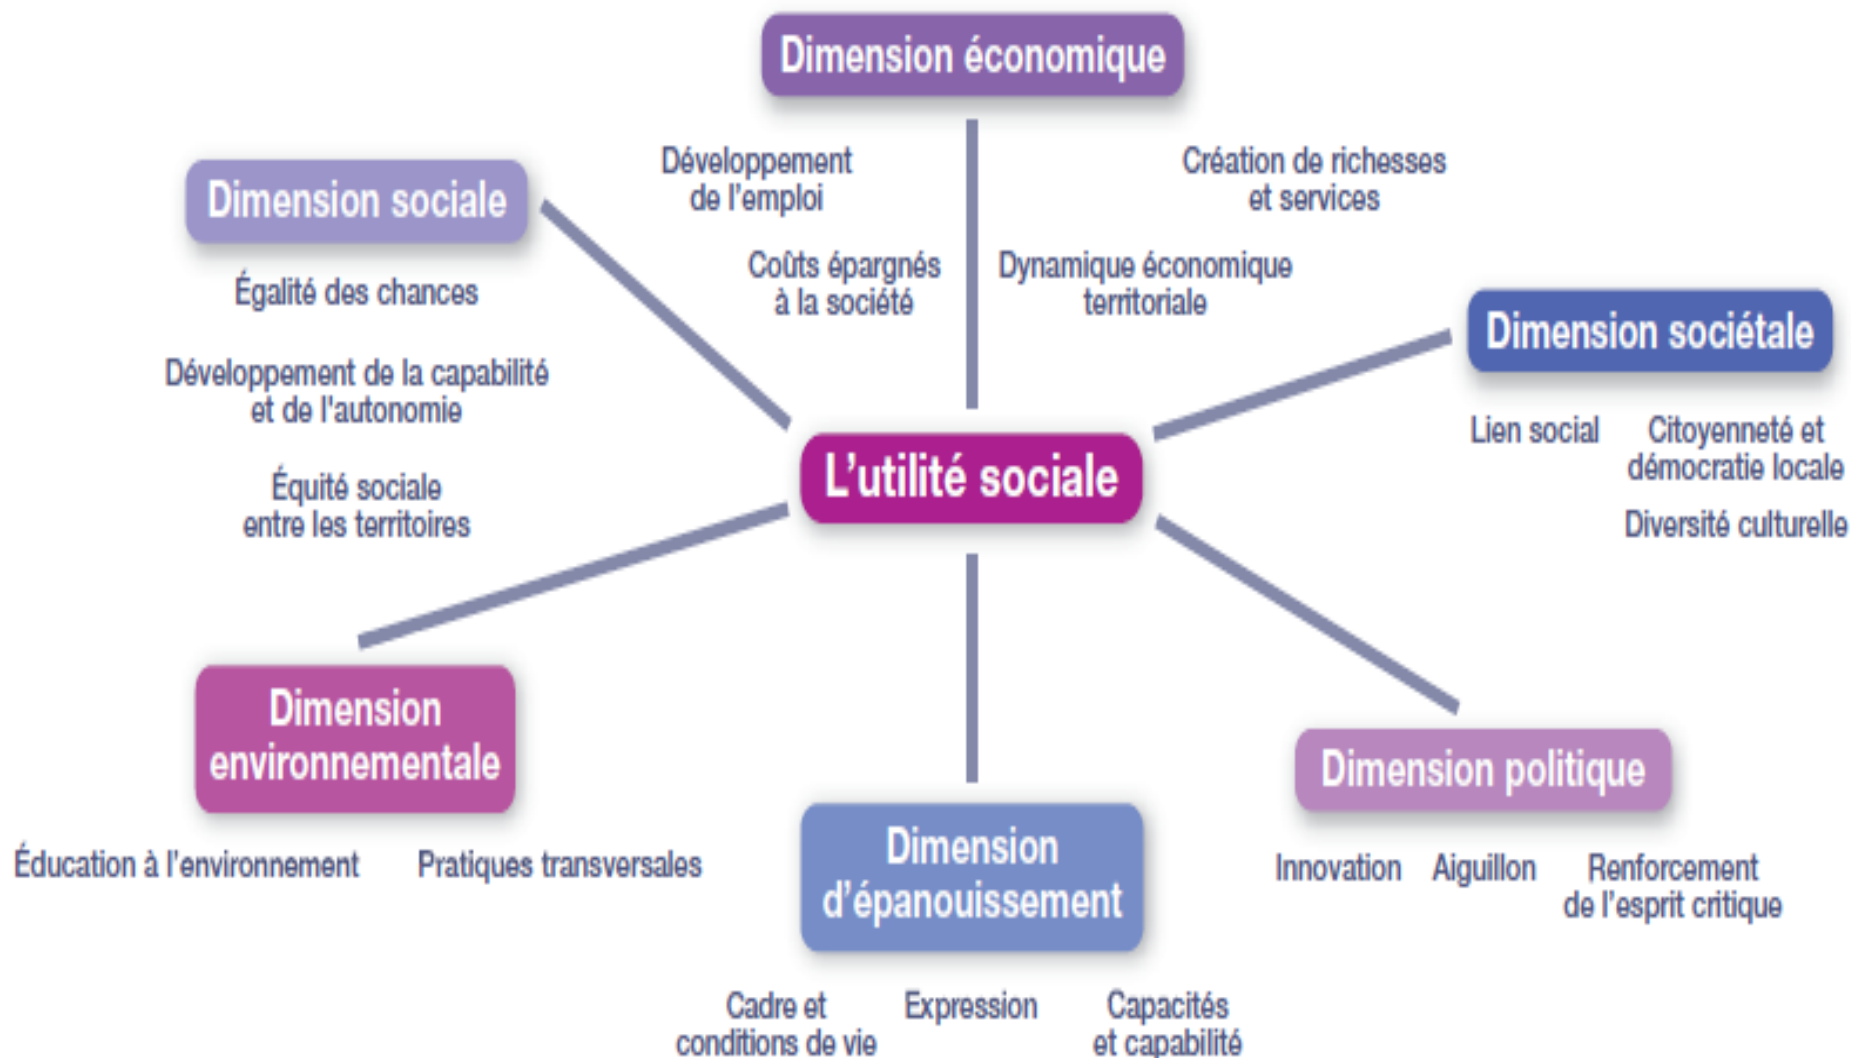 Dimension économique
Développement
de l'emploi
Création de richesses
et services
Coûts épargnés
à la société
Dynamique économique
territoriale
Dimension sociale
Égalité des chances
Développement de la capabilité
et de l'autonomie
Équité sociale
entre les territoires
Dimension sociétale
Lien social
Citoyenneté et
démocratie locale
Diversité culturelle
L'utilité sociale
Dimension
environnementale
Éducation à l'environnement
Pratiques transversales
Dimension
d'épanouissement
Cadre et
conditions de vie
Expression
Capacités
et capabilité
Dimension politique
Innovation
Aiguillon
Renforcement
de l'esprit critique